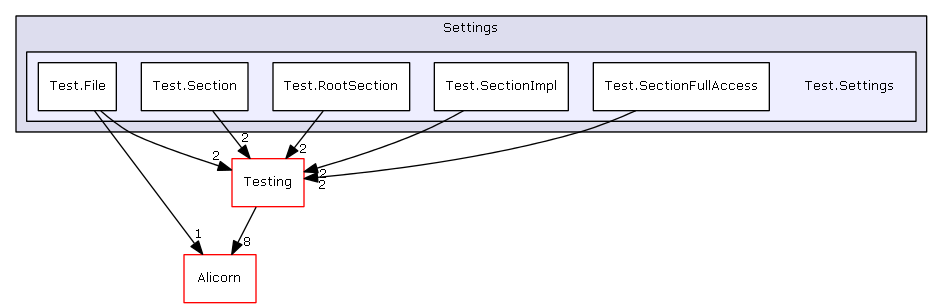 Settings
Test.File
Test.Section
Test.RootSection
Test.SectionImpl
Test.SectionFullAccess
Test.Settings
2
2
2
2
2
Testing
1
8
Alicorn